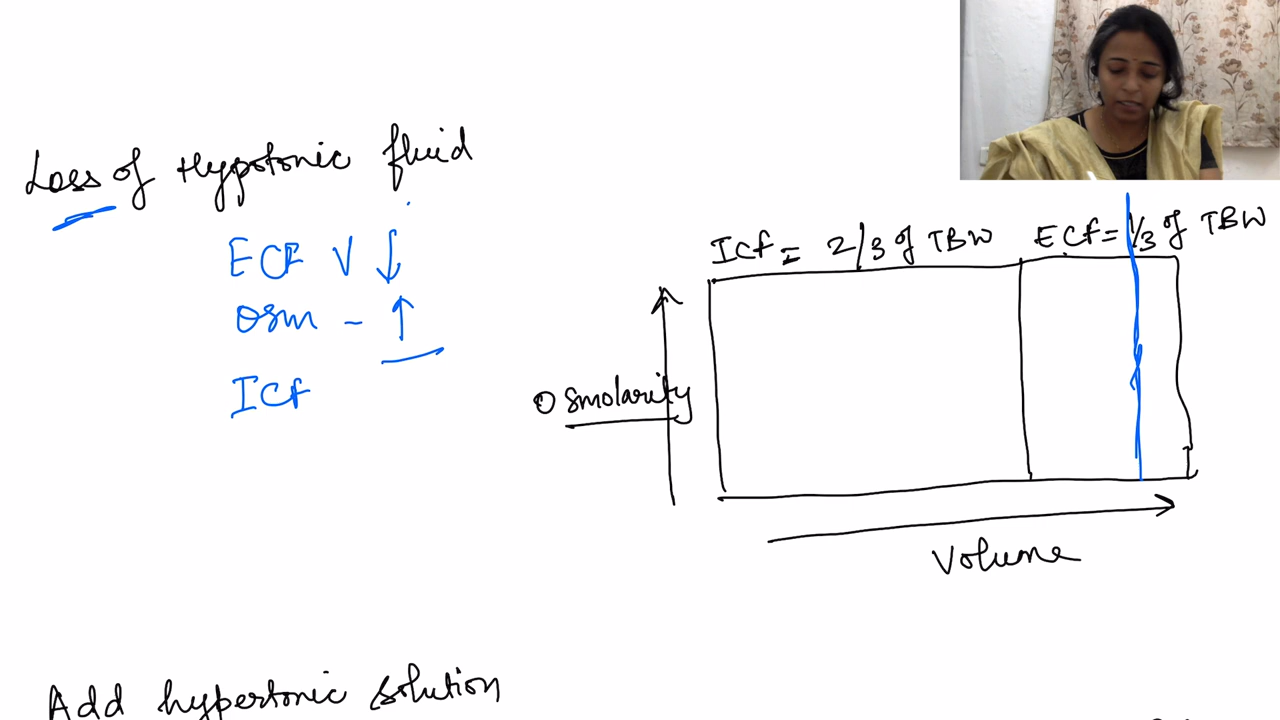 Loss of Hypotonic fluid
ECF V ↓
Osm - ↑
ICF
ICF = 2/3 of TBW
ECF = 1/3 of TBW
Osmolarity
Volume
Add hypertonic solution